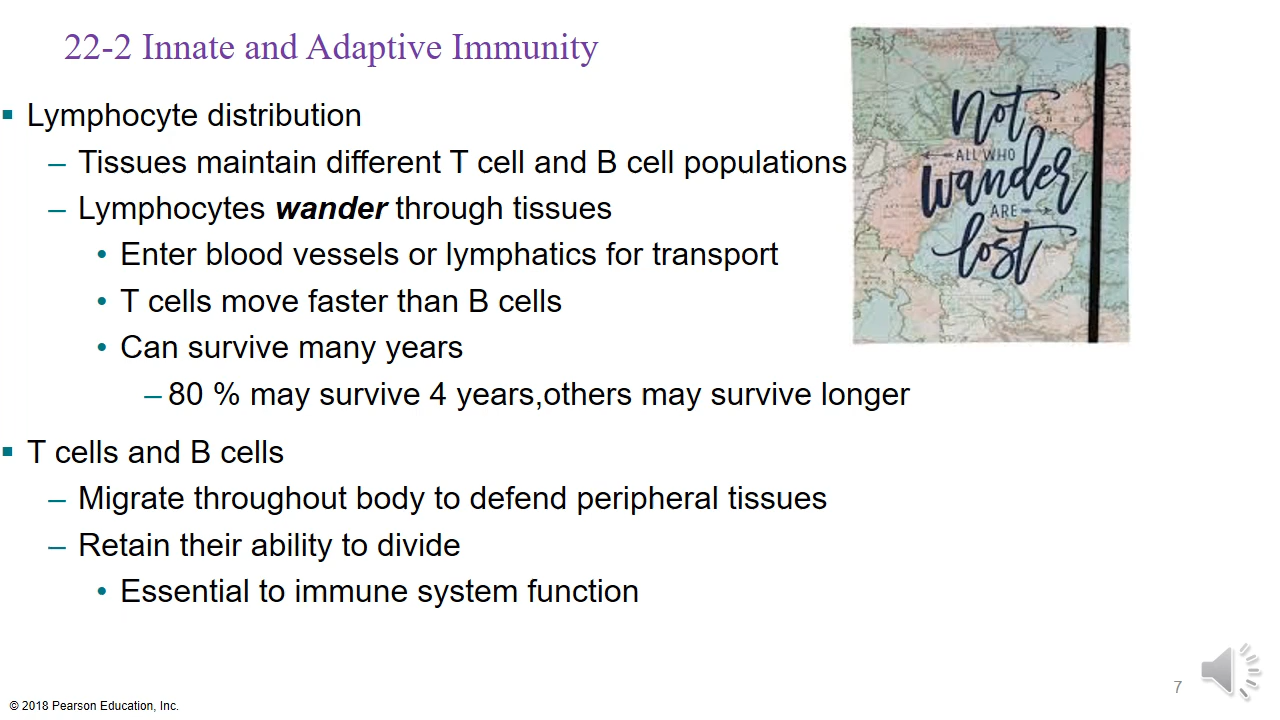 22-2 Innate and Adaptive Immunity
▪ Lymphocyte distribution
– Tissues maintain different T cell and B cell populations
– Lymphocytes wander through tissues
• Enter blood vessels or lymphatics for transport
• T cells move faster than B cells
• Can survive many years
– 80 % may survive 4 years,others may survive longer
▪ T cells and B cells
– Migrate throughout body to defend peripheral tissues
– Retain their ability to divide
• Essential to immune system function
Not
ALL WHO
wander
ARE
lost
7
© 2018 Pearson Education, Inc.